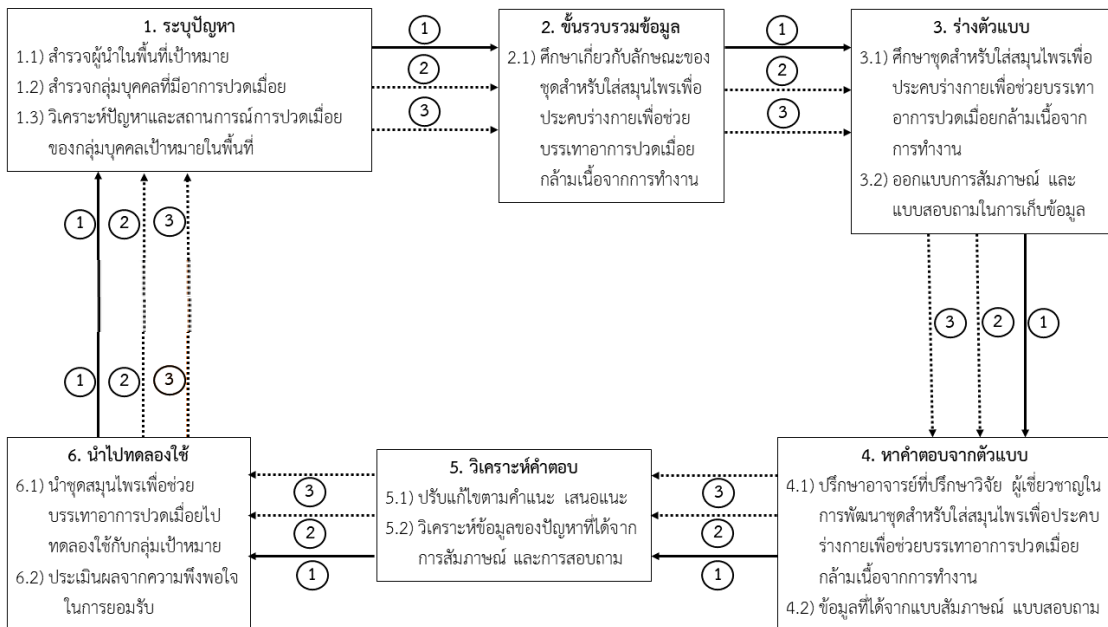 1. ระบุปัญหา
1.1) สำรวจผู้นำในพื้นที่เป้าหมาย
1.2) สำรวจกลุ่มบุคคลที่มีอาการปวดเมื่อย
1.3) วิเคราะห์ปัญหาและสถานการณ์การปวดเมื่อย
ของกลุ่มบุคคลเป้าหมายในพื้นที่
1
2
3
2. ขั้นรวบรวมข้อมูล
2.1) ศึกษาเกี่ยวกับลักษณะของ
ชุดสำหรับใส่สมุนไพรเพื่อ
ประคบร่างกายเพื่อช่วย
บรรเทาอาการปวดเมื่อย
กล้ามเนื้อจากการทำงาน
1
2
3
3. ร่างตัวแบบ
3.1) ศึกษาชุดสำหรับใส่สมุนไพรเพื่อ
ประคบร่างกายเพื่อช่วยบรรเทา
อาการปวดเมื่อยกล้ามเนื้อจาก
การทำงาน
3.2) ออกแบบการสัมภาษณ์ และ
แบบสอบถามในการเก็บข้อมูล
3
2
1
4. หาคำตอบจากตัวแบบ
4.1) ปรึกษาอาจารย์ที่ปรึกษาวิจัย ผู้เชี่ยวชาญใน
การพัฒนาชุดสำหรับใส่สมุนไพรเพื่อประคบ
ร่างกายเพื่อช่วยบรรเทาอาการปวดเมื่อย
กล้ามเนื้อจากการทำงาน
4.2) ข้อมูลที่ได้จากแบบสัมภาษณ์ แบบสอบถาม
3
2
1
5. วิเคราะห์คำตอบ
5.1) ปรับแก้ไขตามคำแนะ เสนอแนะ
5.2) วิเคราะห์ข้อมูลของปัญหาที่ได้จาก
การสัมภาษณ์ และการสอบถาม
3
2
1
6. นำไปทดลองใช้
6.1) นำชุดสมุนไพรเพื่อช่วย
บรรเทาอาการปวดเมื่อยไป
ทดลองใช้กับกลุ่มเป้าหมาย
6.2) ประเมินผลจากความพึงพอใจ
ในการยอมรับ
1
2
3
1
2
3